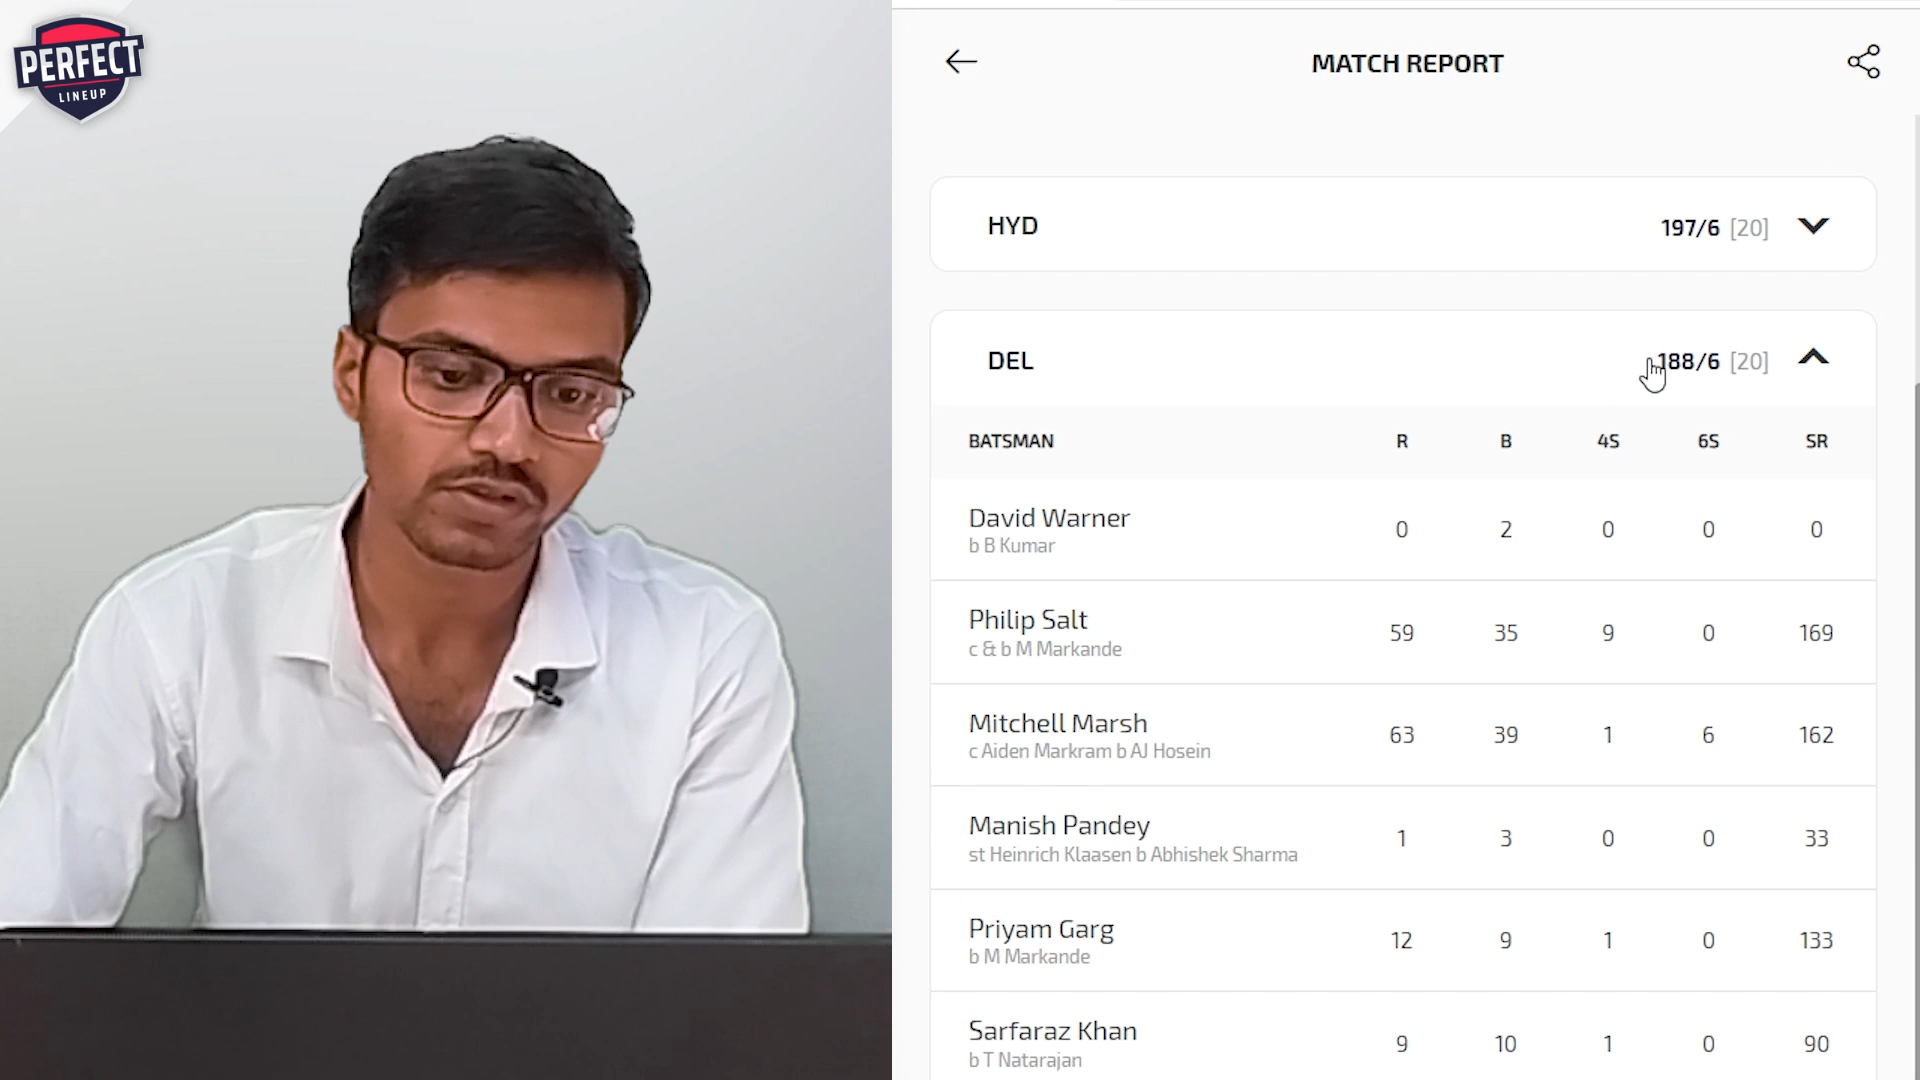 PERFECT
LINEUP
MATCH REPORT
HYD 197/6 [20]
DEL 188/6 [20]
BATSMAN R B 4S 6S SR
David Warner 0 2 0 0 0
b B Kumar
Philip Salt 59 35 9 0 169
c & b M Markande
Mitchell Marsh 63 39 1 6 162
c Aiden Markram b AJ Hosein
Manish Pandey 1 3 0 0 33
st Heinrich Klaasen b Abhishek Sharma
Priyam Garg 12 9 1 0 133
b M Markande
Sarfaraz Khan 9 10 1 0 90
b T Natarajan